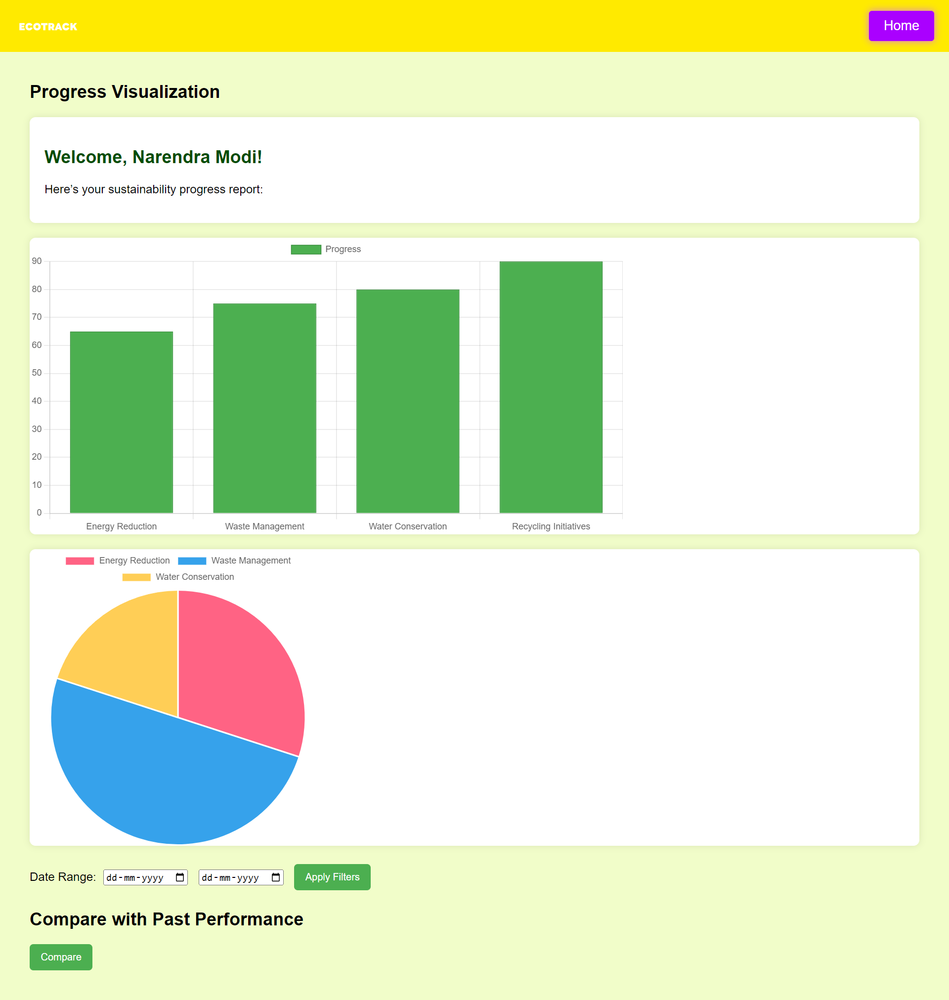 ECOTRACK
Home
Progress Visualization
Welcome, Narendra Modi!
Here’s your sustainability progress report:
Progress
90
80
70
60
50
40
30
20
10
0
Energy Reduction Waste Management Water Conservation Recycling Initiatives
Energy Reduction Waste Management
Water Conservation
Date Range: dd-mm-yyyy dd-mm-yyyy Apply Filters
Compare with Past Performance
Compare